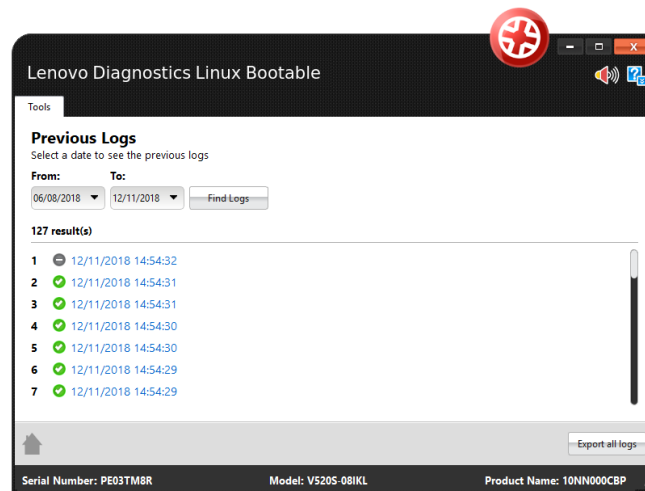 Lenovo Diagnostics Linux Bootable
Tools
Previous Logs
Select a date to see the previous logs
From: To:
06/08/2018 12/11/2018 Find Logs
127 result(s)
1 12/11/2018 14:54:32
2 12/11/2018 14:54:31
3 12/11/2018 14:54:31
4 12/11/2018 14:54:30
5 12/11/2018 14:54:30
6 12/11/2018 14:54:29
7 12/11/2018 14:54:29
Export all logs
Serial Number: PE03TM8R Model: V520S-08IKL Product Name: 10NN000CBP